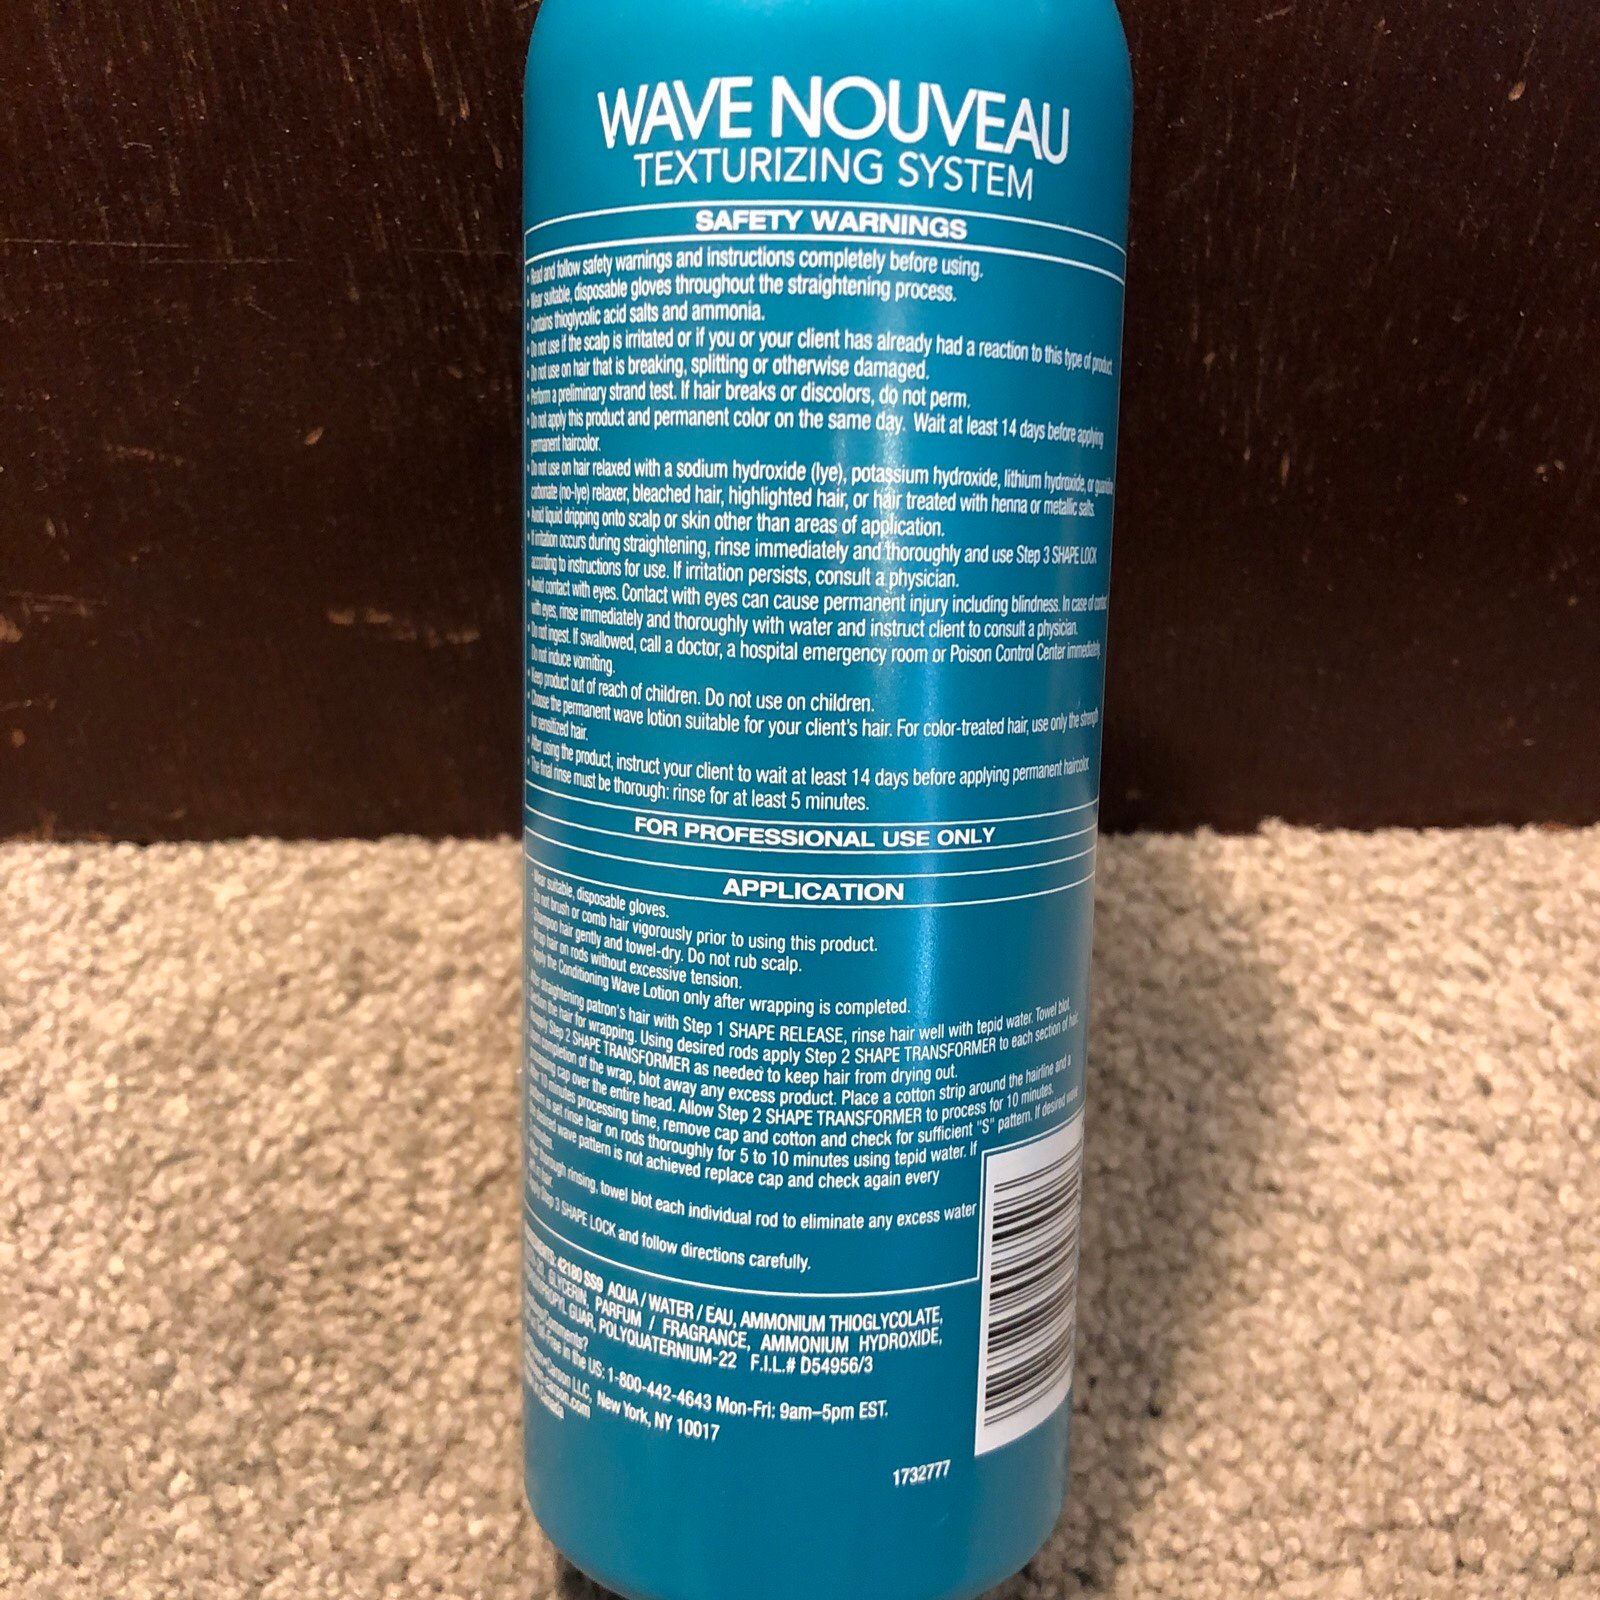 WAVE NOUVEAU
TEXTURIZING SYSTEM
SAFETY WARNINGS
• Read and follow safety warnings and instructions completely before using.
• Wear suitable, disposable gloves throughout the straightening process.
• Contains thioglycolic acid salts and ammonia.
• Do not use if the scalp is irritated or if you or your client has already had a reaction to this type of product.
• Do not use on hair that is breaking, splitting or otherwise damaged.
• Perform a preliminary strand test. If hair breaks or discolors, do not perm.
• Do not apply this product and permanent color on the same day. Wait at least 14 days before applying
permanent haircolor.
• Do not use on hair relaxed with a sodium hydroxide (lye), potassium hydroxide, lithium hydroxide, or guanidine
carbonate (no-lye) relaxer, bleached hair, highlighted hair, or hair treated with henna or metallic salts.
• Avoid liquid dripping onto scalp or skin other than areas of application.
• If irritation occurs during straightening, rinse immediately and thoroughly and use Step 3 SHAPE LOCK
according to instructions for use. If irritation persists, consult a physician.
• Avoid contact with eyes. Contact with eyes can cause permanent injury including blindness. In case of contact
with eyes, rinse immediately and thoroughly with water and instruct client to consult a physician.
• Do not ingest. If swallowed, call a doctor, a hospital emergency room or Poison Control Center immediately.
Do not induce vomiting.
• Keep product out of reach of children. Do not use on children.
• Choose the permanent wave lotion suitable for your client's hair. For color-treated hair, use only the strength
for sensitized hair.
• After using the product, instruct your client to wait at least 14 days before applying permanent haircolor.
• The final rinse must be thorough: rinse for at least 5 minutes.
FOR PROFESSIONAL USE ONLY
APPLICATION
Wear suitable, disposable gloves.
Do not brush or comb hair vigorously prior to using this product.
Shampoo hair gently and towel-dry. Do not rub scalp.
Wrap hair on rods without excessive tension.
Apply the Conditioning Wave Lotion only after wrapping is completed.
After straightening patron's hair with Step 1 SHAPE RELEASE, rinse hair well with tepid water. Towel blot.
Section the hair for wrapping. Using desired rods apply Step 2 SHAPE TRANSFORMER to each section of hair.
Apply Step 2 SHAPE TRANSFORMER as needed to keep hair from drying out.
Upon completion of the wrap, blot away any excess product. Place a cotton strip around the hairline and a
processing cap over the entire head. Allow Step 2 SHAPE TRANSFORMER to process for 10 minutes.
After 10 minutes processing time, remove cap and cotton and check for sufficient "S" pattern. If desired wave
pattern is set rinse hair on rods thoroughly for 5 to 10 minutes using tepid water. If
desired wave pattern is not achieved replace cap and check again every
minutes.
After thorough rinsing, towel blot each individual rod to eliminate any excess water
hair.
Apply Step 3 SHAPE LOCK and follow directions carefully.
INGREDIENTS: 42180 SS9 AQUA / WATER / EAU, AMMONIUM THIOGLYCOLATE,
GLYCERIN, PARFUM / FRAGRANCE, AMMONIUM HYDROXIDE,
GUAR, POLYQUATERNIUM-22 F.I.L.# D54956/3
Comments?
Toll-Free in the US: 1-800-442-4643 Mon-Fri: 9am–5pm EST.
Carson LLC, New York, NY 10017
Canada
1732777